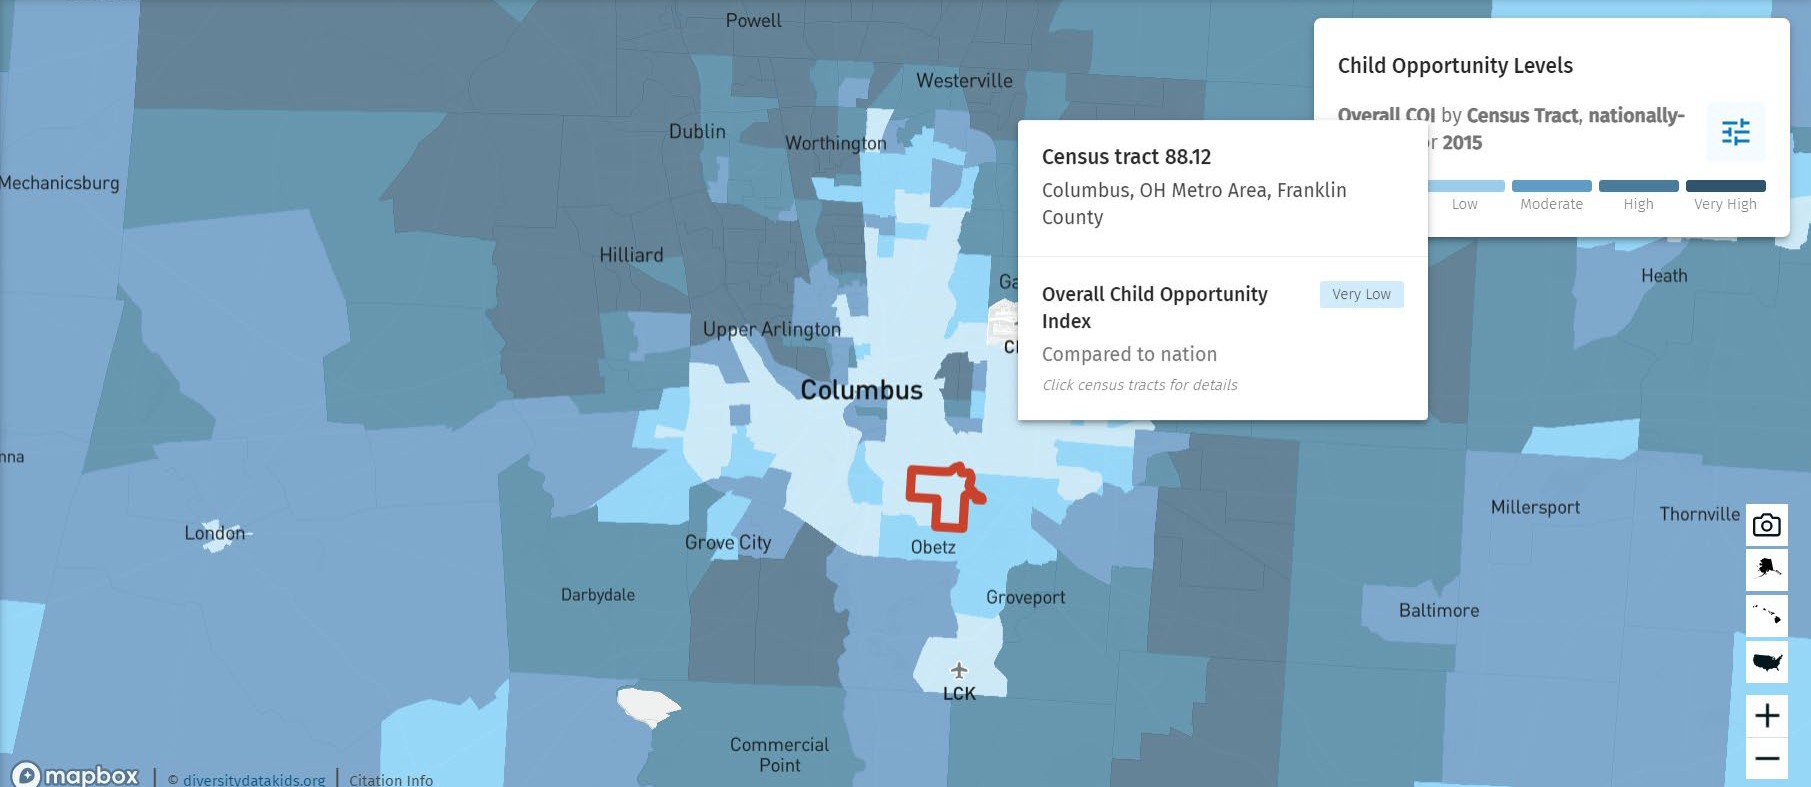 Powell
Westerville
Dublin
Worthington
Mechanicsburg
Hilliard
Upper Arlington
Columbus
London
Grove City
Obetz
Darbydale
Groveport
LCK
Commercial
Point
Heath
Millersport
Thornville
Baltimore
Child Opportunity Levels
Overall COI by Census Tract, nationally-
2015
Low
Moderate
High
Very High
Census tract 88.12
Columbus, OH Metro Area, Franklin
County
Overall Child Opportunity
Index
Very Low
Compared to nation
Click census tracts for details
mapbox
© diversitydatakids.org
Citation Info